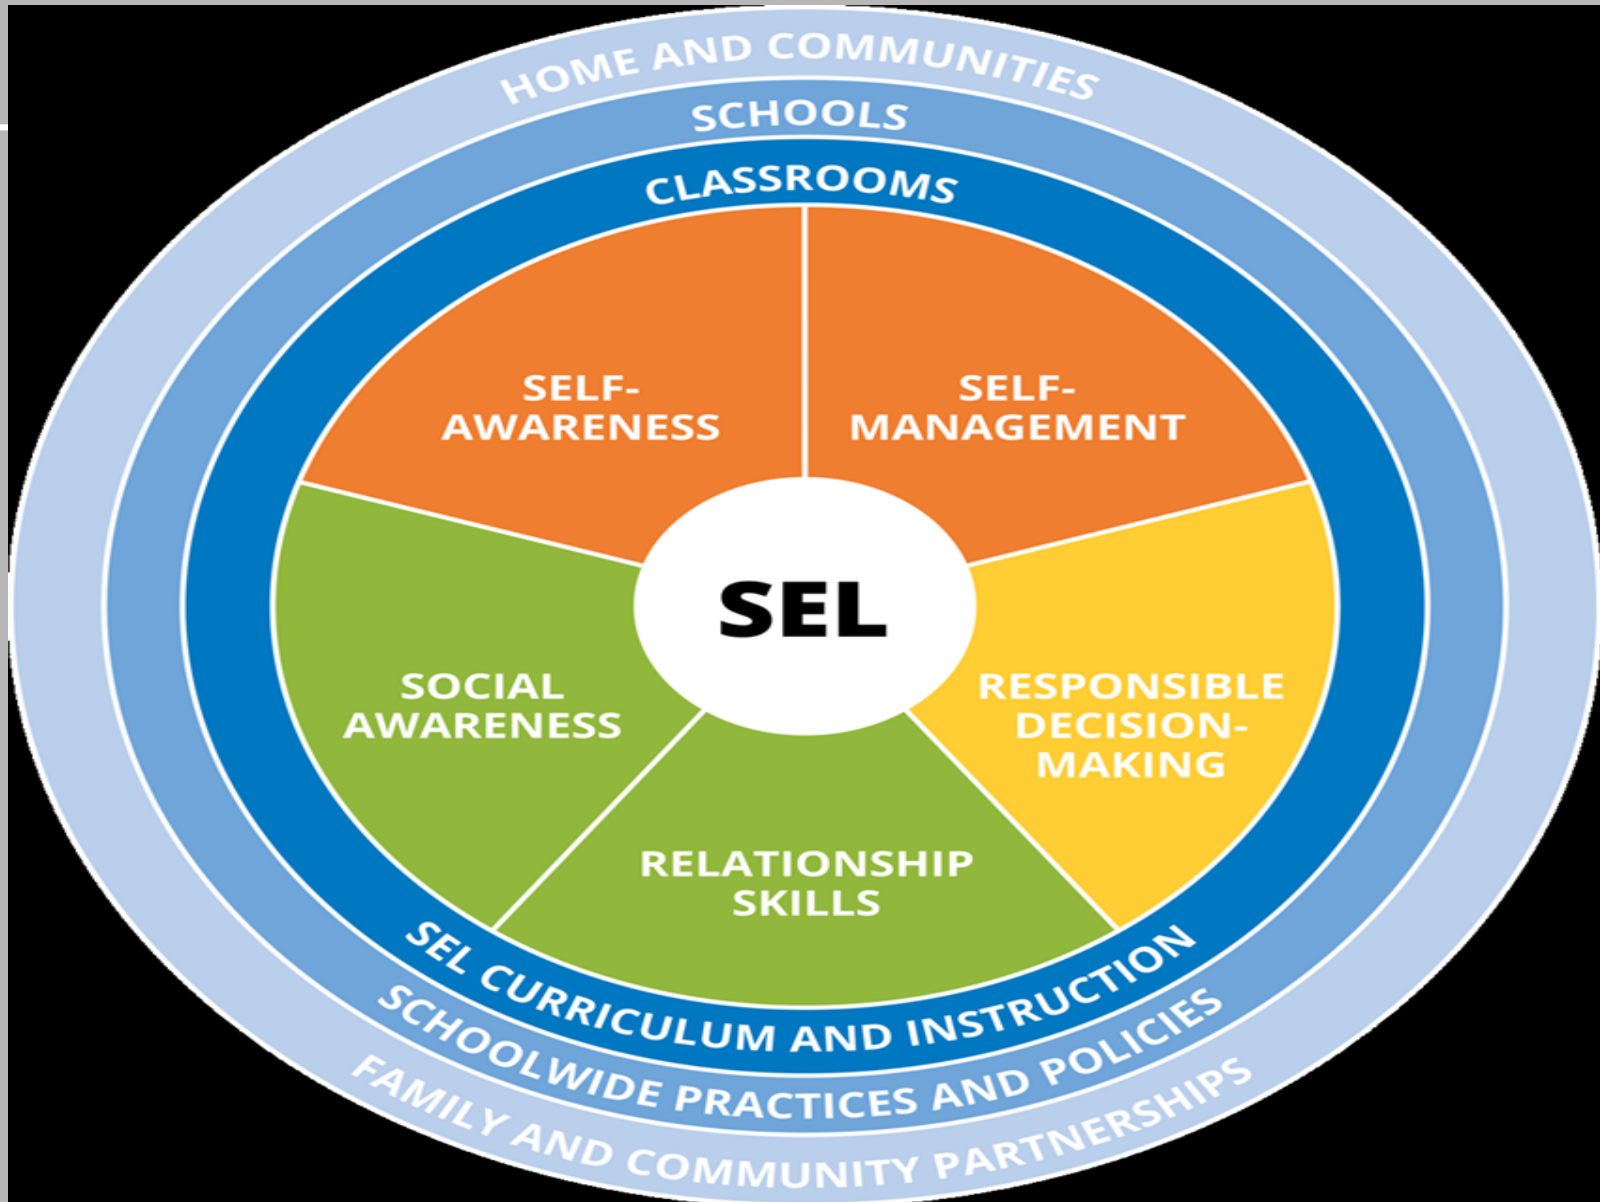 HOME AND COMMUNITIES
SCHOOLS
CLASSROOMS
SELF-
AWARENESS
SELF-
MANAGEMENT
SEL
SOCIAL
AWARENESS
RESPONSIBLE
DECISION-
MAKING
RELATIONSHIP
SKILLS
SEL CURRICULUM AND INSTRUCTION
SCHOOLWIDE PRACTICES AND POLICIES
FAMILY AND COMMUNITY PARTNERSHIPS